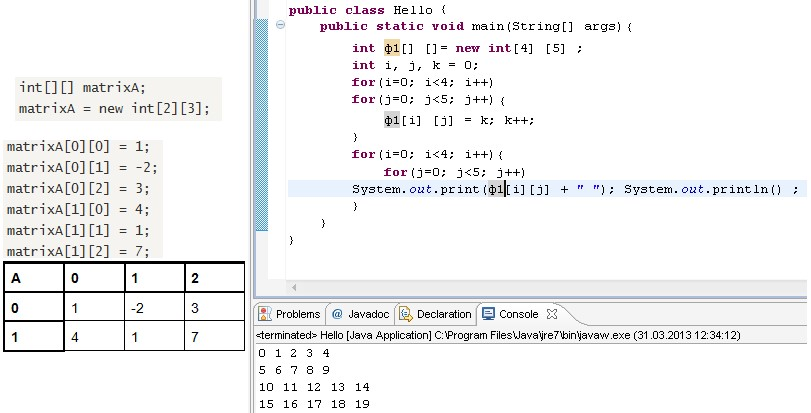 int[][] matrixA;
matrixA = new int[2][3];
matrixA[0][0] = 1;
matrixA[0][1] = -2;
matrixA[0][2] = 3;
matrixA[1][0] = 4;
matrixA[1][1] = 1;
matrixA[1][2] = 7;
A 0 1 2
0 1 -2 3
1 4 1 7
public class Hello {
public static void main(String[] args){
int ф1[] []= new int[4] [5] ;
int i, j, k = 0;
for(i=0; i<4; i++)
for(j=0; j<5; j++){
ф1[i] [j] = k; k++;
}
for(i=0; i<4; i++){
for(j=0; j<5; j++)
System.out.print(ф1[i][j] + " "); System.out.println() ;
}
}
}
Problems @ Javadoc Declaration Console
<terminated> Hello [Java Application] C:\Program Files\Java\jre7\bin\javaw.exe (31.03.2013 12:34:12)
0 1 2 3 4
5 6 7 8 9
10 11 12 13 14
15 16 17 18 19